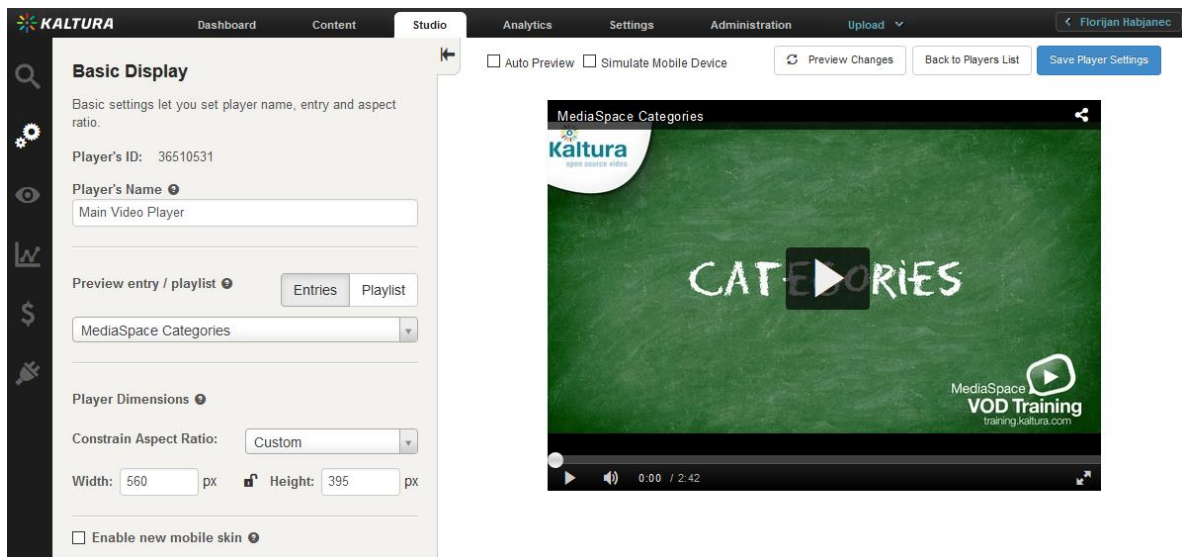 KALTURA
Dashboard
Content
Studio
Analytics
Settings
Administration
Upload
Florijan Habjanec
Basic Display
Basic settings let you set player name, entry and aspect
ratio.
Player's ID: 36510531
Player's Name
Main Video Player
Preview entry / playlist
Entries
Playlist
MediaSpace Categories
Player Dimensions
Constrain Aspect Ratio:
Custom
Width: 560 px
Height: 395 px
Enable new mobile skin
Auto Preview
Simulate Mobile Device
Preview Changes
Back to Players List
Save Player Settings
MediaSpace Categories
Kaltura
open source video
CATEGORiES
MediaSpace
VOD Training
training.kaltura.com
0:00 / 2:42